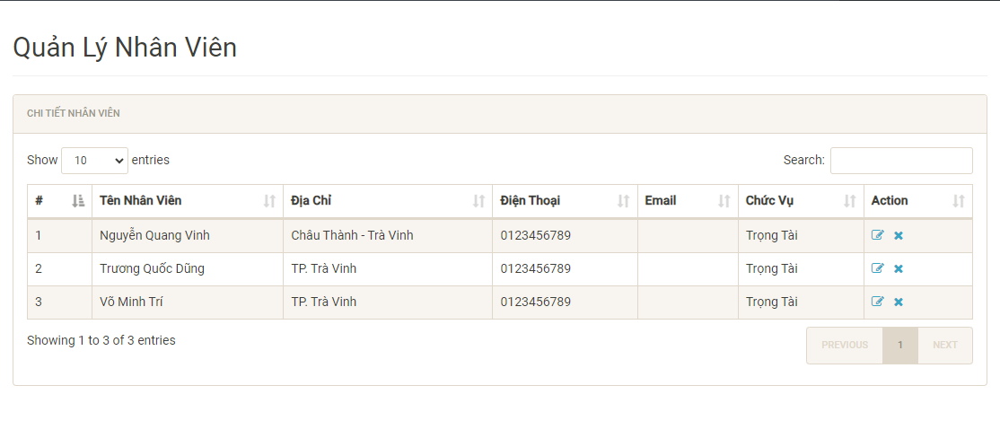 Quản Lý Nhân Viên
CHI TIẾT NHÂN VIÊN
Show 10 entries Search:
# Tên Nhân Viên Địa Chỉ Điện Thoại Email Chức Vụ Action
1 Nguyễn Quang Vinh Châu Thành - Trà Vinh 0123456789 Trọng Tài
2 Trương Quốc Dũng TP. Trà Vinh 0123456789 Trọng Tài
3 Võ Minh Trí TP. Trà Vinh 0123456789 Trọng Tài
Showing 1 to 3 of 3 entries PREVIOUS 1 NEXT